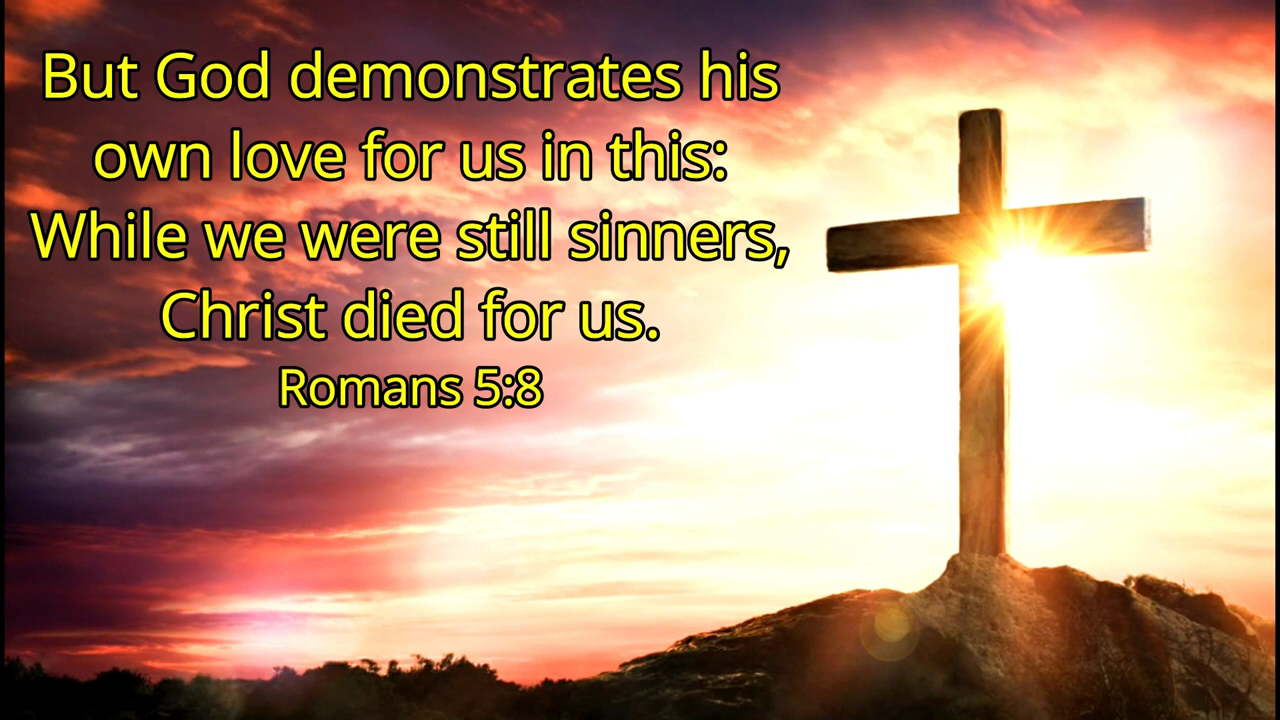 But God demonstrates his
own love for us in this:
While we were still sinners,
Christ died for us.
Romans 5:8